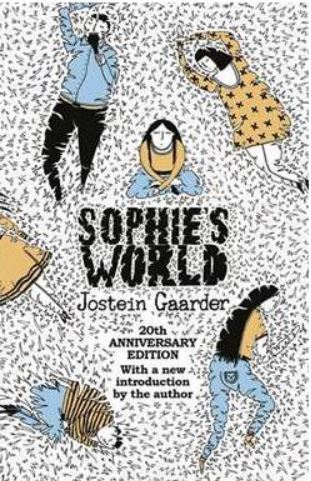 SOPHIE'S
WORLD
Jostein Gaarder
20th
ANNIVERSARY
EDITION
With a new
introduction
by the author